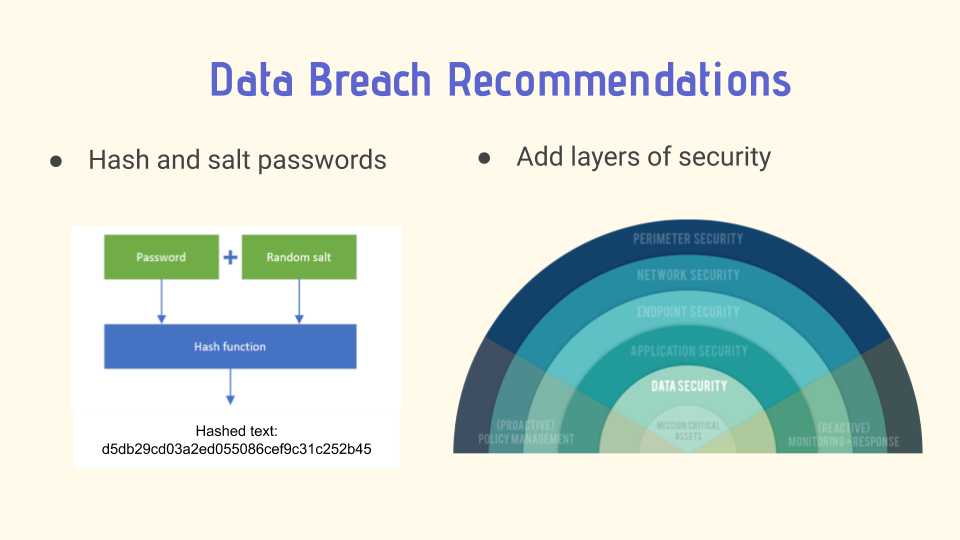 Data Breach Recommendations
● Hash and salt passwords
Password + Random salt
Hash function
Hashed text:
d5db29cd03a2ed055086cef9c31c252b45
● Add layers of security
PERIMETER SECURITY
NETWORK SECURITY
ENDPOINT SECURITY
APPLICATION SECURITY
DATA SECURITY
MISSION CRITICAL
ASSETS
(PROACTIVE)
POLICY MANAGEMENT
(REACTIVE)
MONITORING + RESPONSE